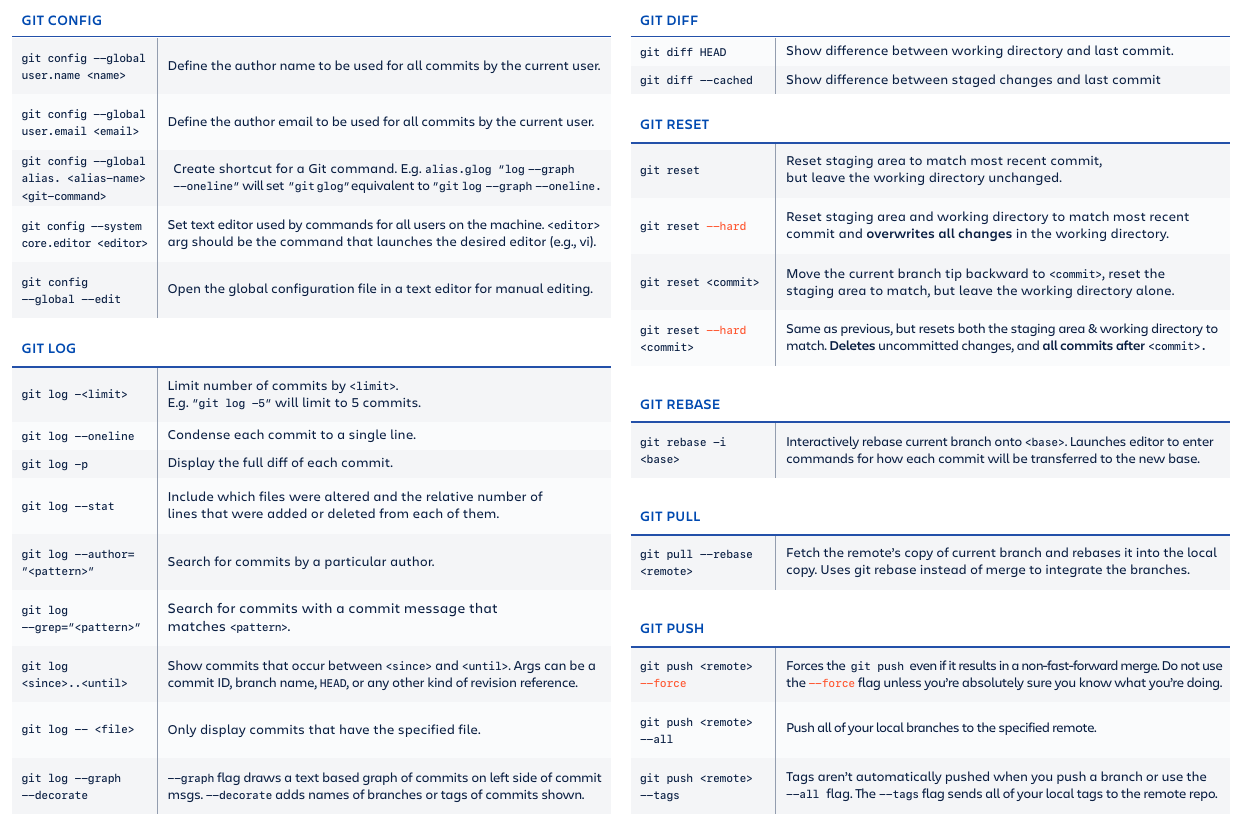 GIT CONFIG
git config --global
user.name <name>
Define the author name to be used for all commits by the current user.
git config --global
user.email <email>
Define the author email to be used for all commits by the current user.
git config --global
alias. <alias-name>
<git-command>
Create shortcut for a Git command. E.g. alias.glog "log --graph
--oneline" will set "git glog" equivalent to "git log --graph --oneline.
git config --system
core.editor <editor>
Set text editor used by commands for all users on the machine. <editor>
arg should be the command that launches the desired editor (e.g., vi).
git config
--global --edit
Open the global configuration file in a text editor for manual editing.
GIT LOG
git log -<limit>
Limit number of commits by <limit>.
E.g. "git log -5" will limit to 5 commits.
git log --oneline
Condense each commit to a single line.
git log -p
Display the full diff of each commit.
git log --stat
Include which files were altered and the relative number of
lines that were added or deleted from each of them.
git log --author=
"<pattern>"
Search for commits by a particular author.
git log
--grep="<pattern>"
Search for commits with a commit message that
matches <pattern>.
git log
<since>..<until>
Show commits that occur between <since> and <until>. Args can be a
commit ID, branch name, HEAD, or any other kind of revision reference.
git log -- <file>
Only display commits that have the specified file.
git log --graph
--decorate
--graph flag draws a text based graph of commits on left side of commit
msgs. --decorate adds names of branches or tags of commits shown.
GIT DIFF
git diff HEAD
Show difference between working directory and last commit.
git diff --cached
Show difference between staged changes and last commit
GIT RESET
git reset
Reset staging area to match most recent commit,
but leave the working directory unchanged.
git reset --hard
Reset staging area and working directory to match most recent
commit and overwrites all changes in the working directory.
git reset <commit>
Move the current branch tip backward to <commit>, reset the
staging area to match, but leave the working directory alone.
git reset --hard
<commit>
Same as previous, but resets both the staging area & working directory to
match. Deletes uncommitted changes, and all commits after <commit>.
GIT REBASE
git rebase -i
<base>
Interactively rebase current branch onto <base>. Launches editor to enter
commands for how each commit will be transferred to the new base.
GIT PULL
git pull --rebase
<remote>
Fetch the remote's copy of current branch and rebases it into the local
copy. Uses git rebase instead of merge to integrate the branches.
GIT PUSH
git push <remote>
--force
Forces the git push even if it results in a non-fast-forward merge. Do not use
the --force flag unless you're absolutely sure you know what you're doing.
git push <remote>
--all
Push all of your local branches to the specified remote.
git push <remote>
--tags
Tags aren't automatically pushed when you push a branch or use the
--all flag. The --tags flag sends all of your local tags to the remote repo.